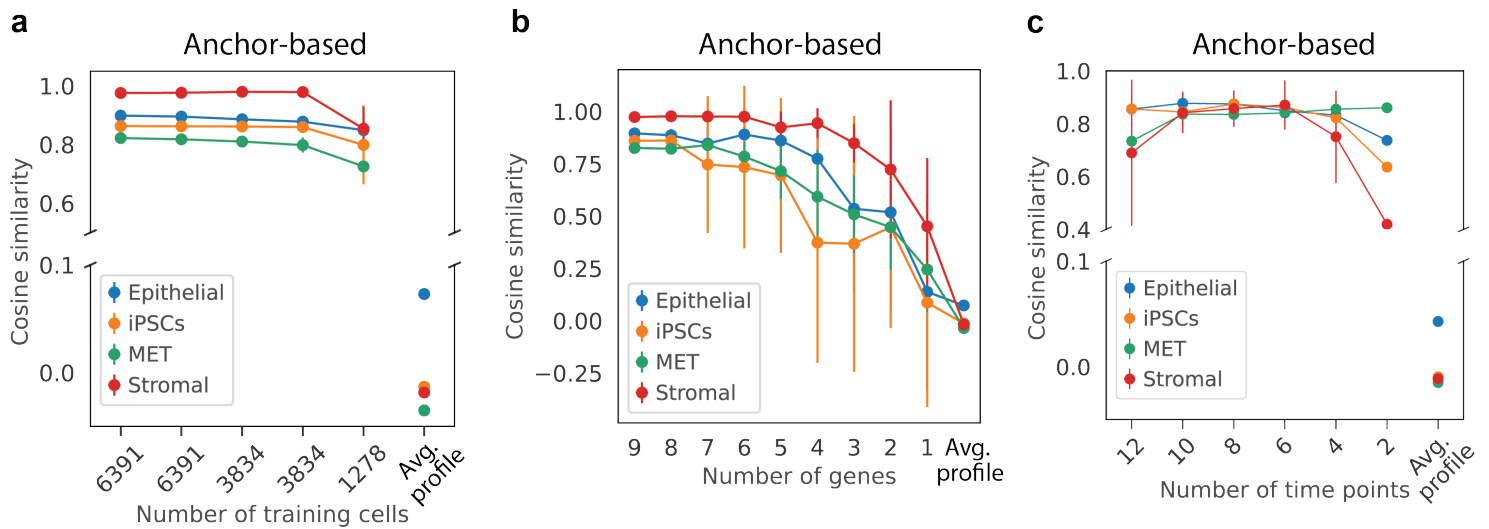 a
Anchor-based
Cosine similarity
1.0
0.8
0.6
0.1
0.0
Epithelial
iPSCs
MET
Stromal
6391
6391
3834
3834
1278
Avg.
profile
Number of training cells
b
Anchor-based
Cosine similarity
1.00
0.75
0.50
0.25
0.00
−0.25
Epithelial
iPSCs
MET
Stromal
9 8 7 6 5 4 3 2 1 Avg.
profile
Number of genes
c
Anchor-based
Cosine similarity
1.0
0.8
0.6
0.4
0.1
0.0
Epithelial
iPSCs
MET
Stromal
12
10
8
6
4
2
Avg.
profile
Number of time points